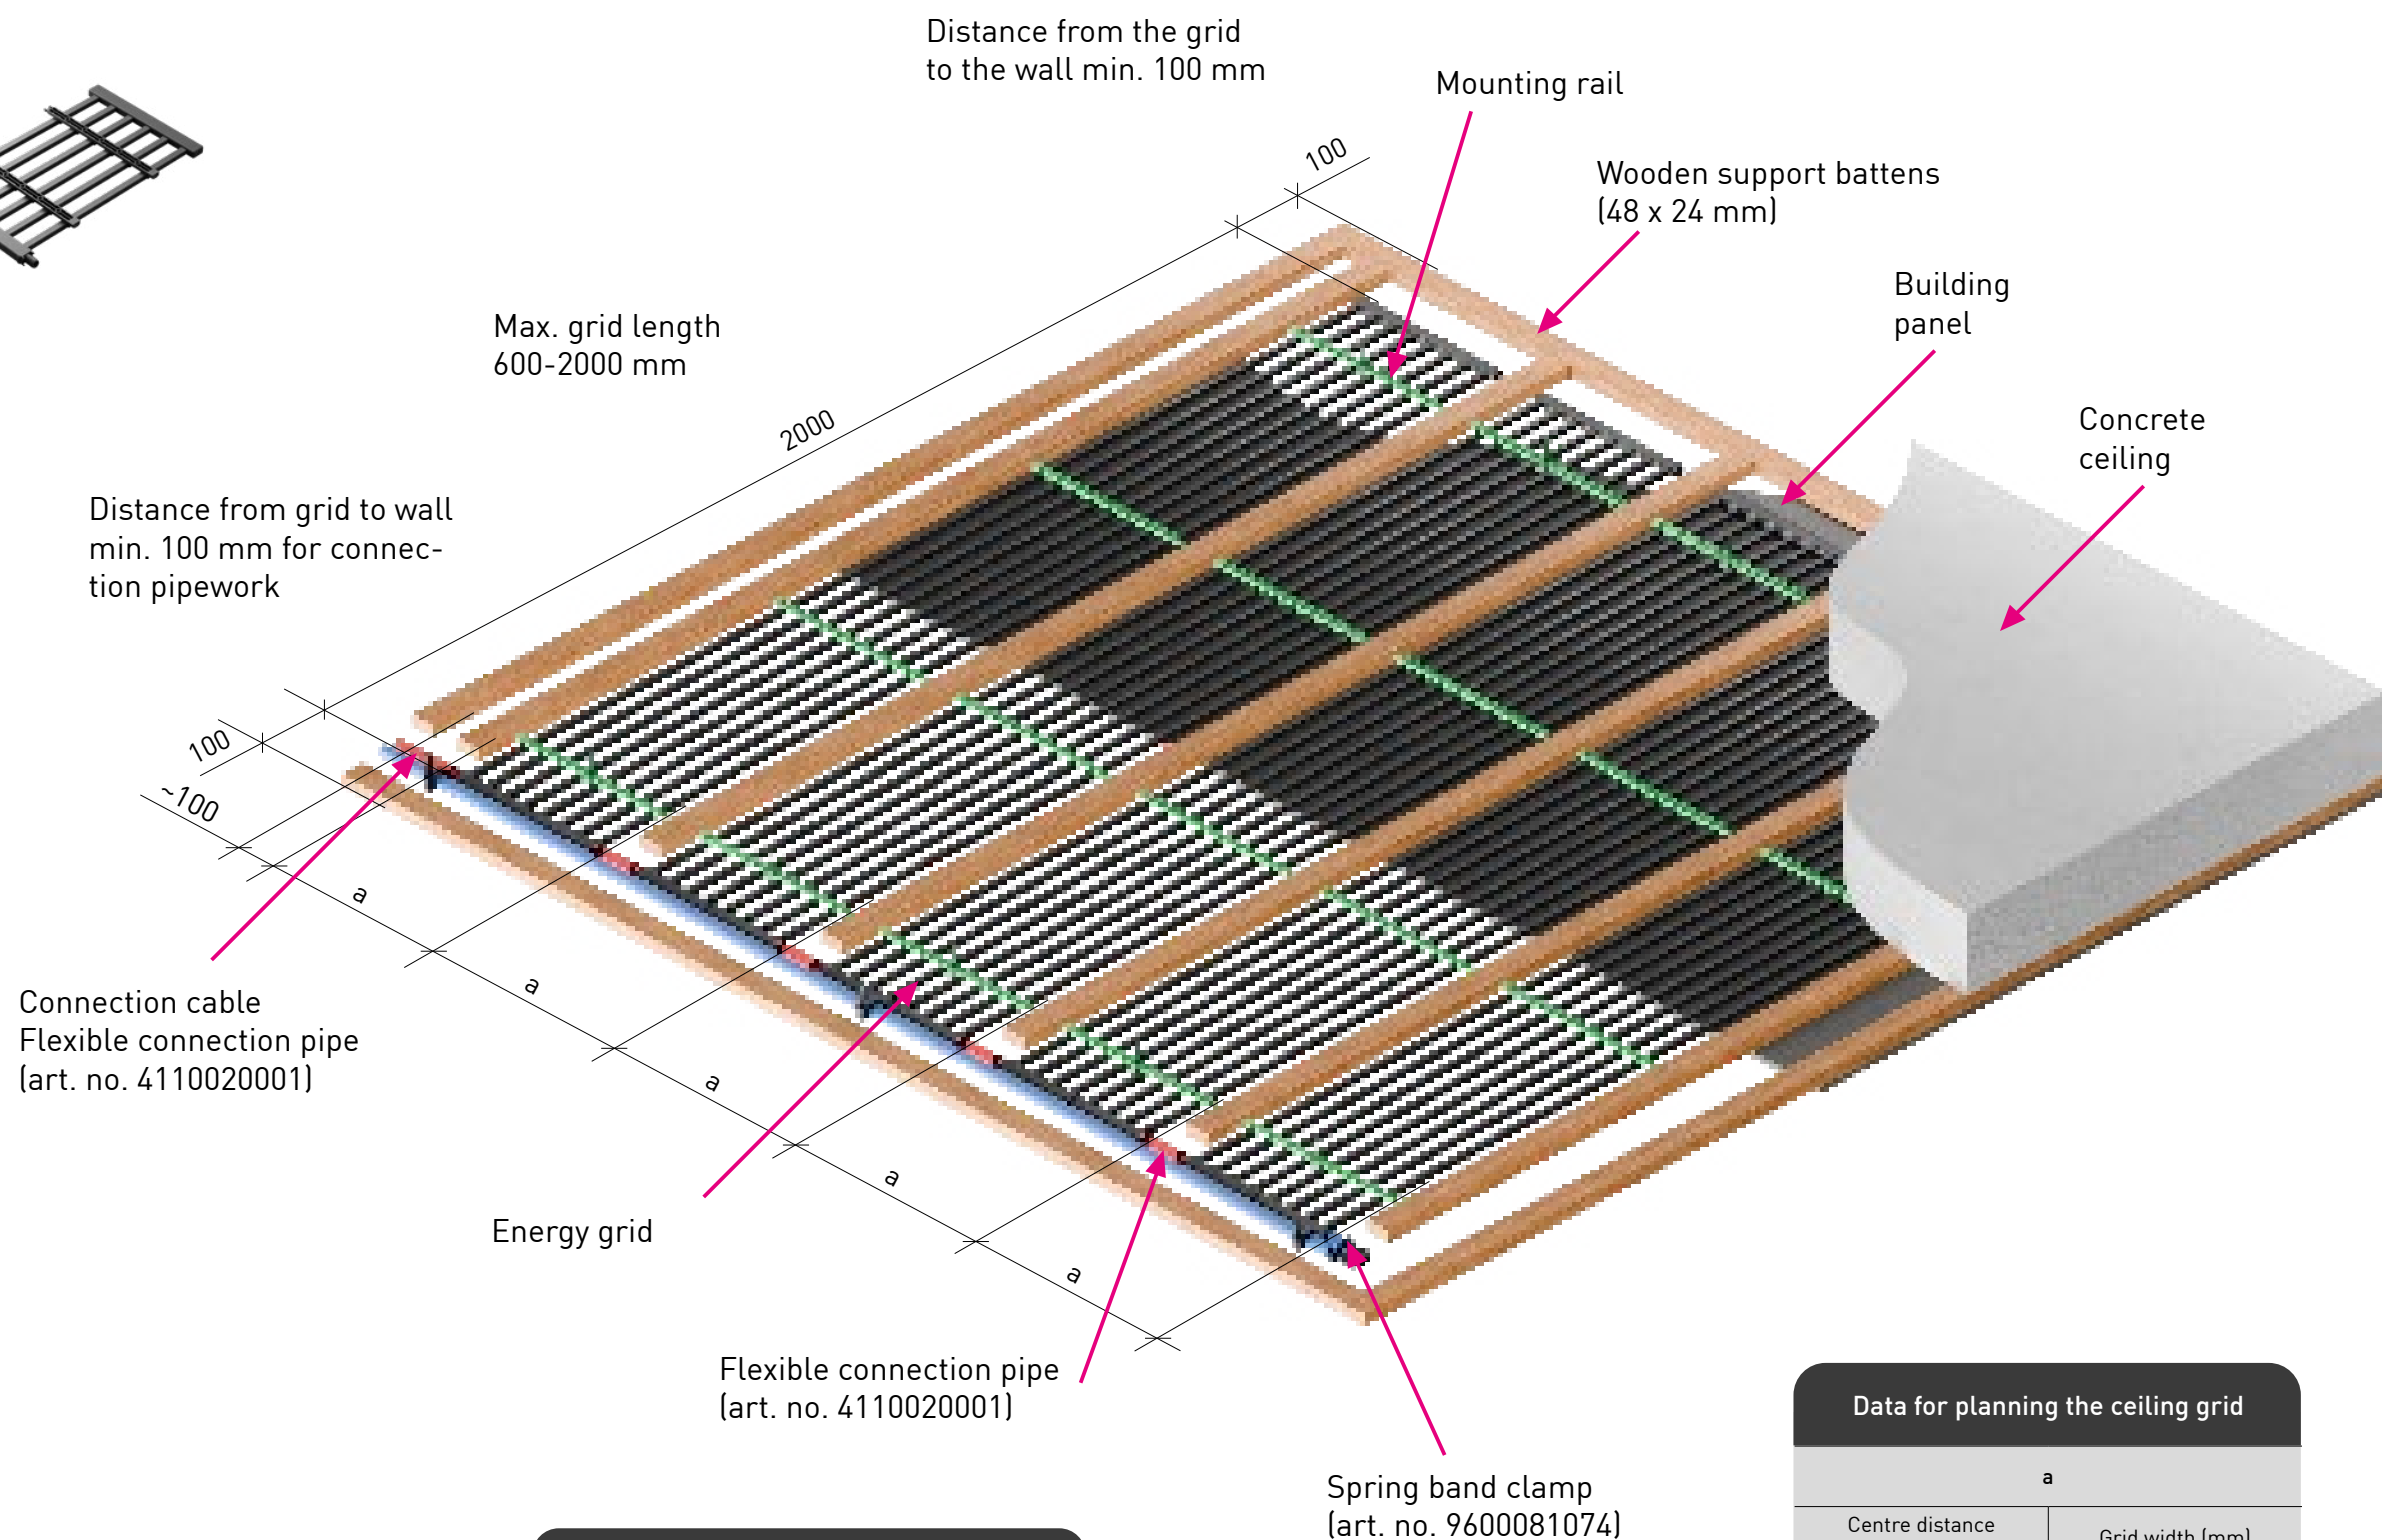 Distance from the grid
to the wall min. 100 mm
Mounting rail
100
Wooden support battens
(48 x 24 mm)
Building
panel
Max. grid length
600-2000 mm
2000
Concrete
ceiling
Distance from grid to wall
min. 100 mm for connec-
tion pipework
100
~100
a
a
a
a
a
Connection cable
Flexible connection pipe
(art. no. 4110020001)
Energy grid
Flexible connection pipe
(art. no. 4110020001)
Spring band clamp
(art. no. 9600081074)
Data for planning the ceiling grid
a
Centre distance
Grid width (mm)